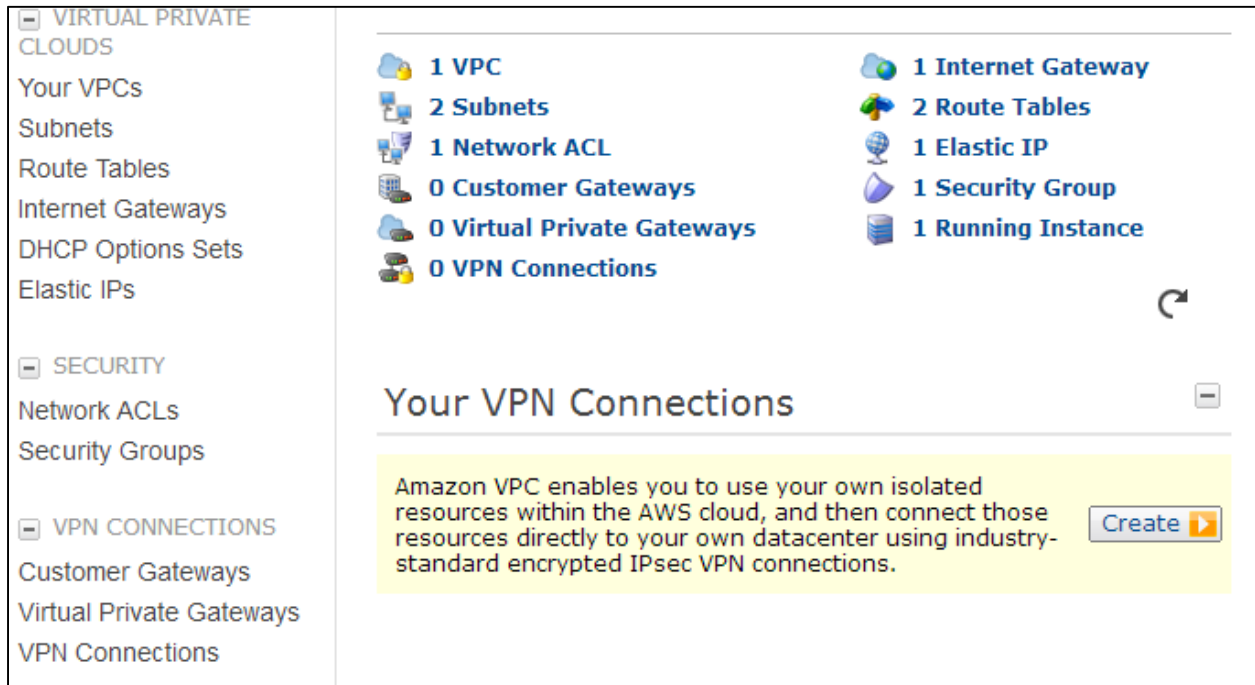 VIRTUAL PRIVATE
CLOUDS
Your VPCs
Subnets
Route Tables
Internet Gateways
DHCP Options Sets
Elastic IPs
SECURITY
Network ACLs
Security Groups
VPN CONNECTIONS
Customer Gateways
Virtual Private Gateways
VPN Connections
1 VPC
2 Subnets
1 Network ACL
0 Customer Gateways
0 Virtual Private Gateways
0 VPN Connections
1 Internet Gateway
2 Route Tables
1 Elastic IP
1 Security Group
1 Running Instance
Your VPN Connections
Amazon VPC enables you to use your own isolated
resources within the AWS cloud, and then connect those
resources directly to your own datacenter using industry-
standard encrypted IPsec VPN connections.
Create